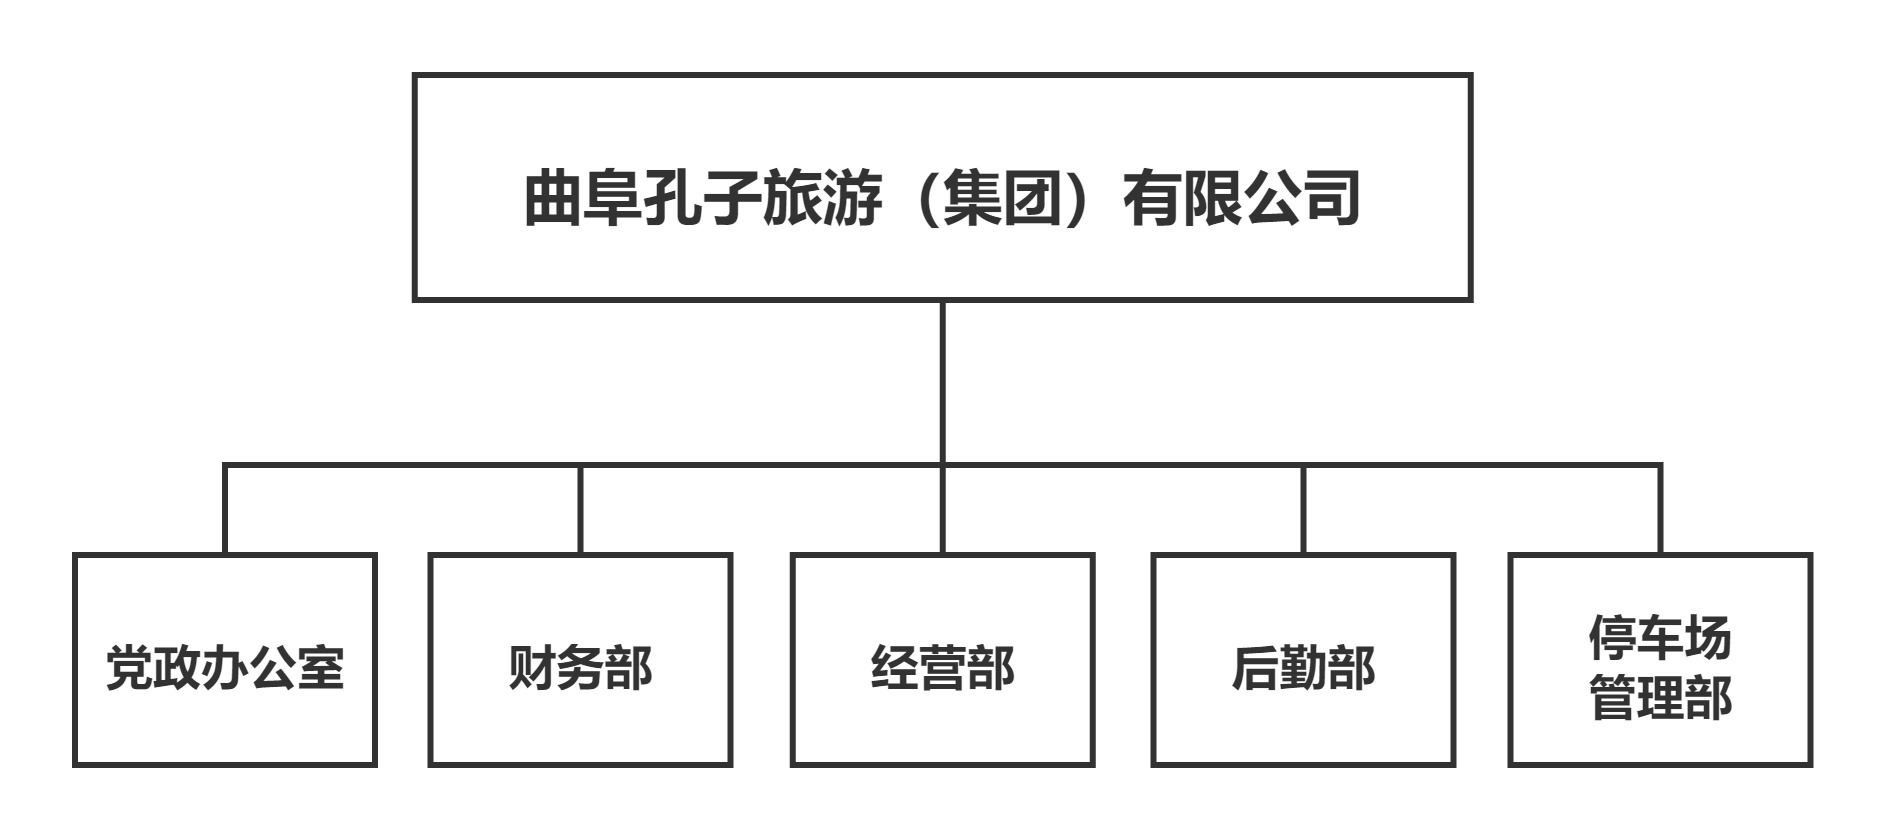 曲阜孔子旅游（集团）有限公司
党政办公室
财务部
经营部
后勤部
停车场
管理部